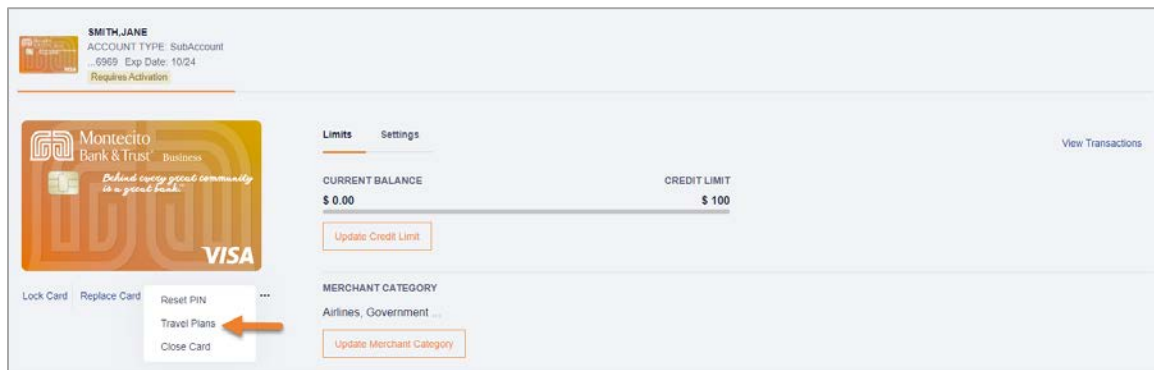 SMITH,JANE
ACCOUNT TYPE: SubAccount
...6969 Exp Date: 10/24
Requires Activation
Montecito
Bank & Trust Business
Behind every great community
is a great bank.
VISA
Lock Card Replace Card ...
Reset PIN
Travel Plans
Close Card
Limits Settings
View Transactions
CURRENT BALANCE CREDIT LIMIT
$ 0.00 $ 100
Update Credit Limit
MERCHANT CATEGORY
Airlines, Government ...
Update Merchant Category